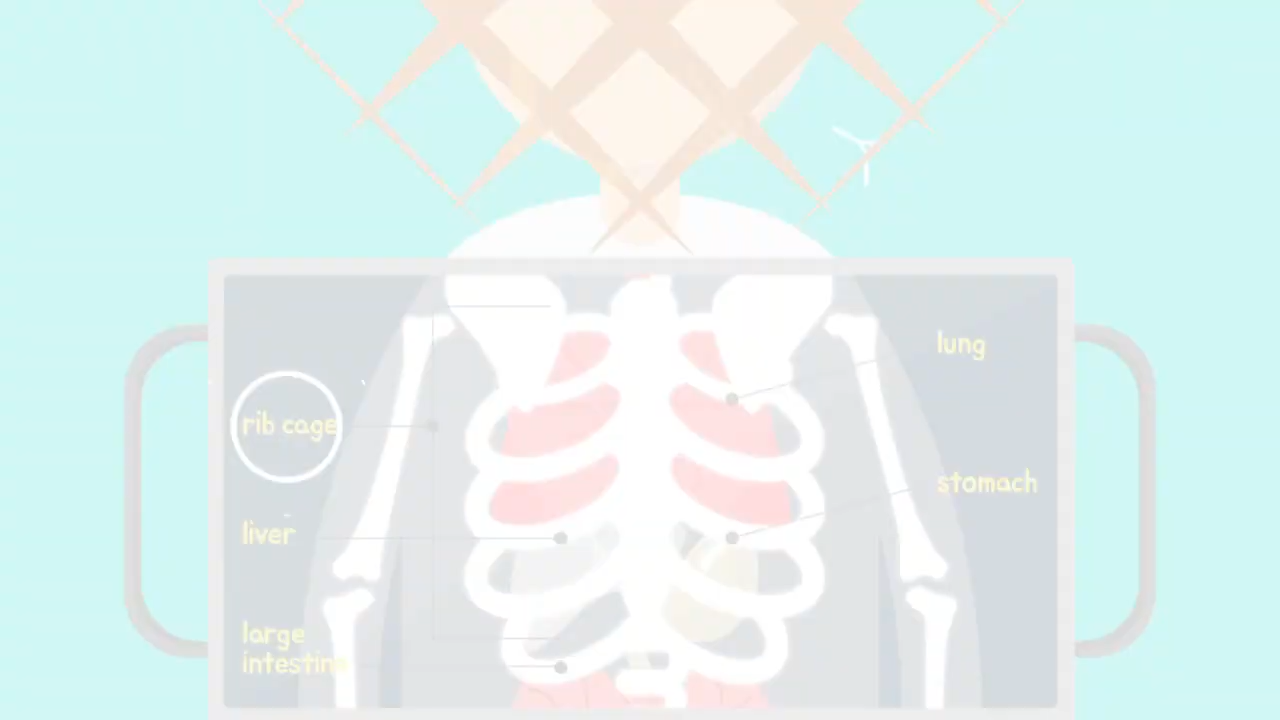 rib cage
liver
large
intestine
lung
stomach